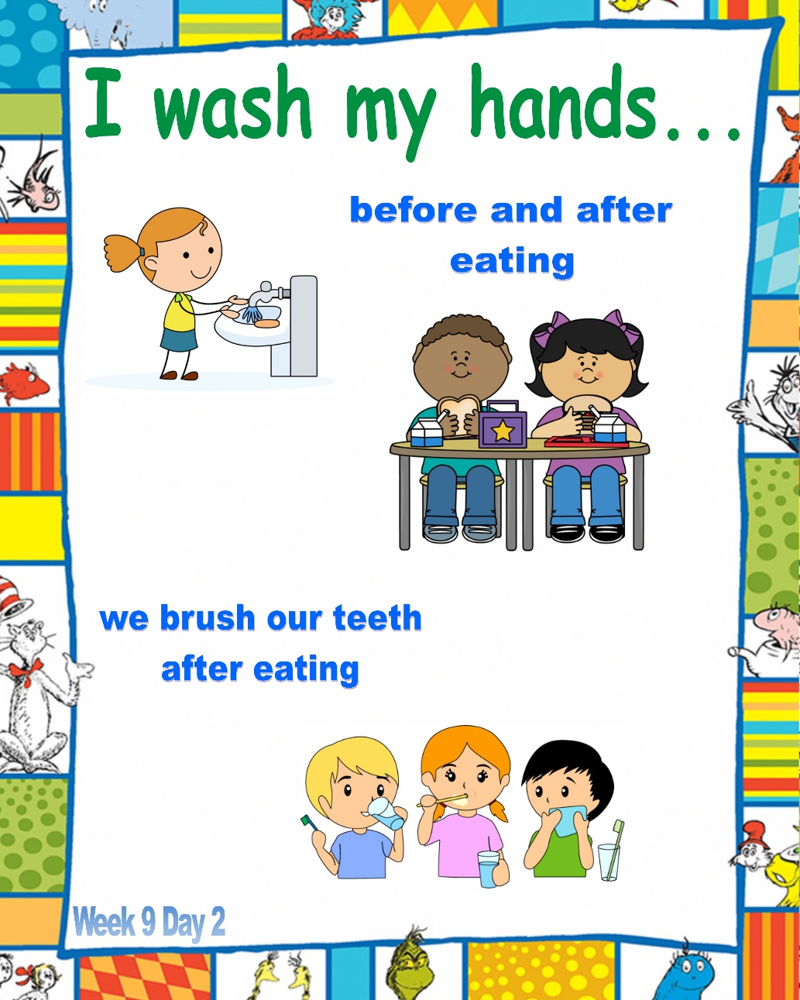 I wash my hands...
before and after
eating
we brush our teeth
after eating
Week 9 Day 2